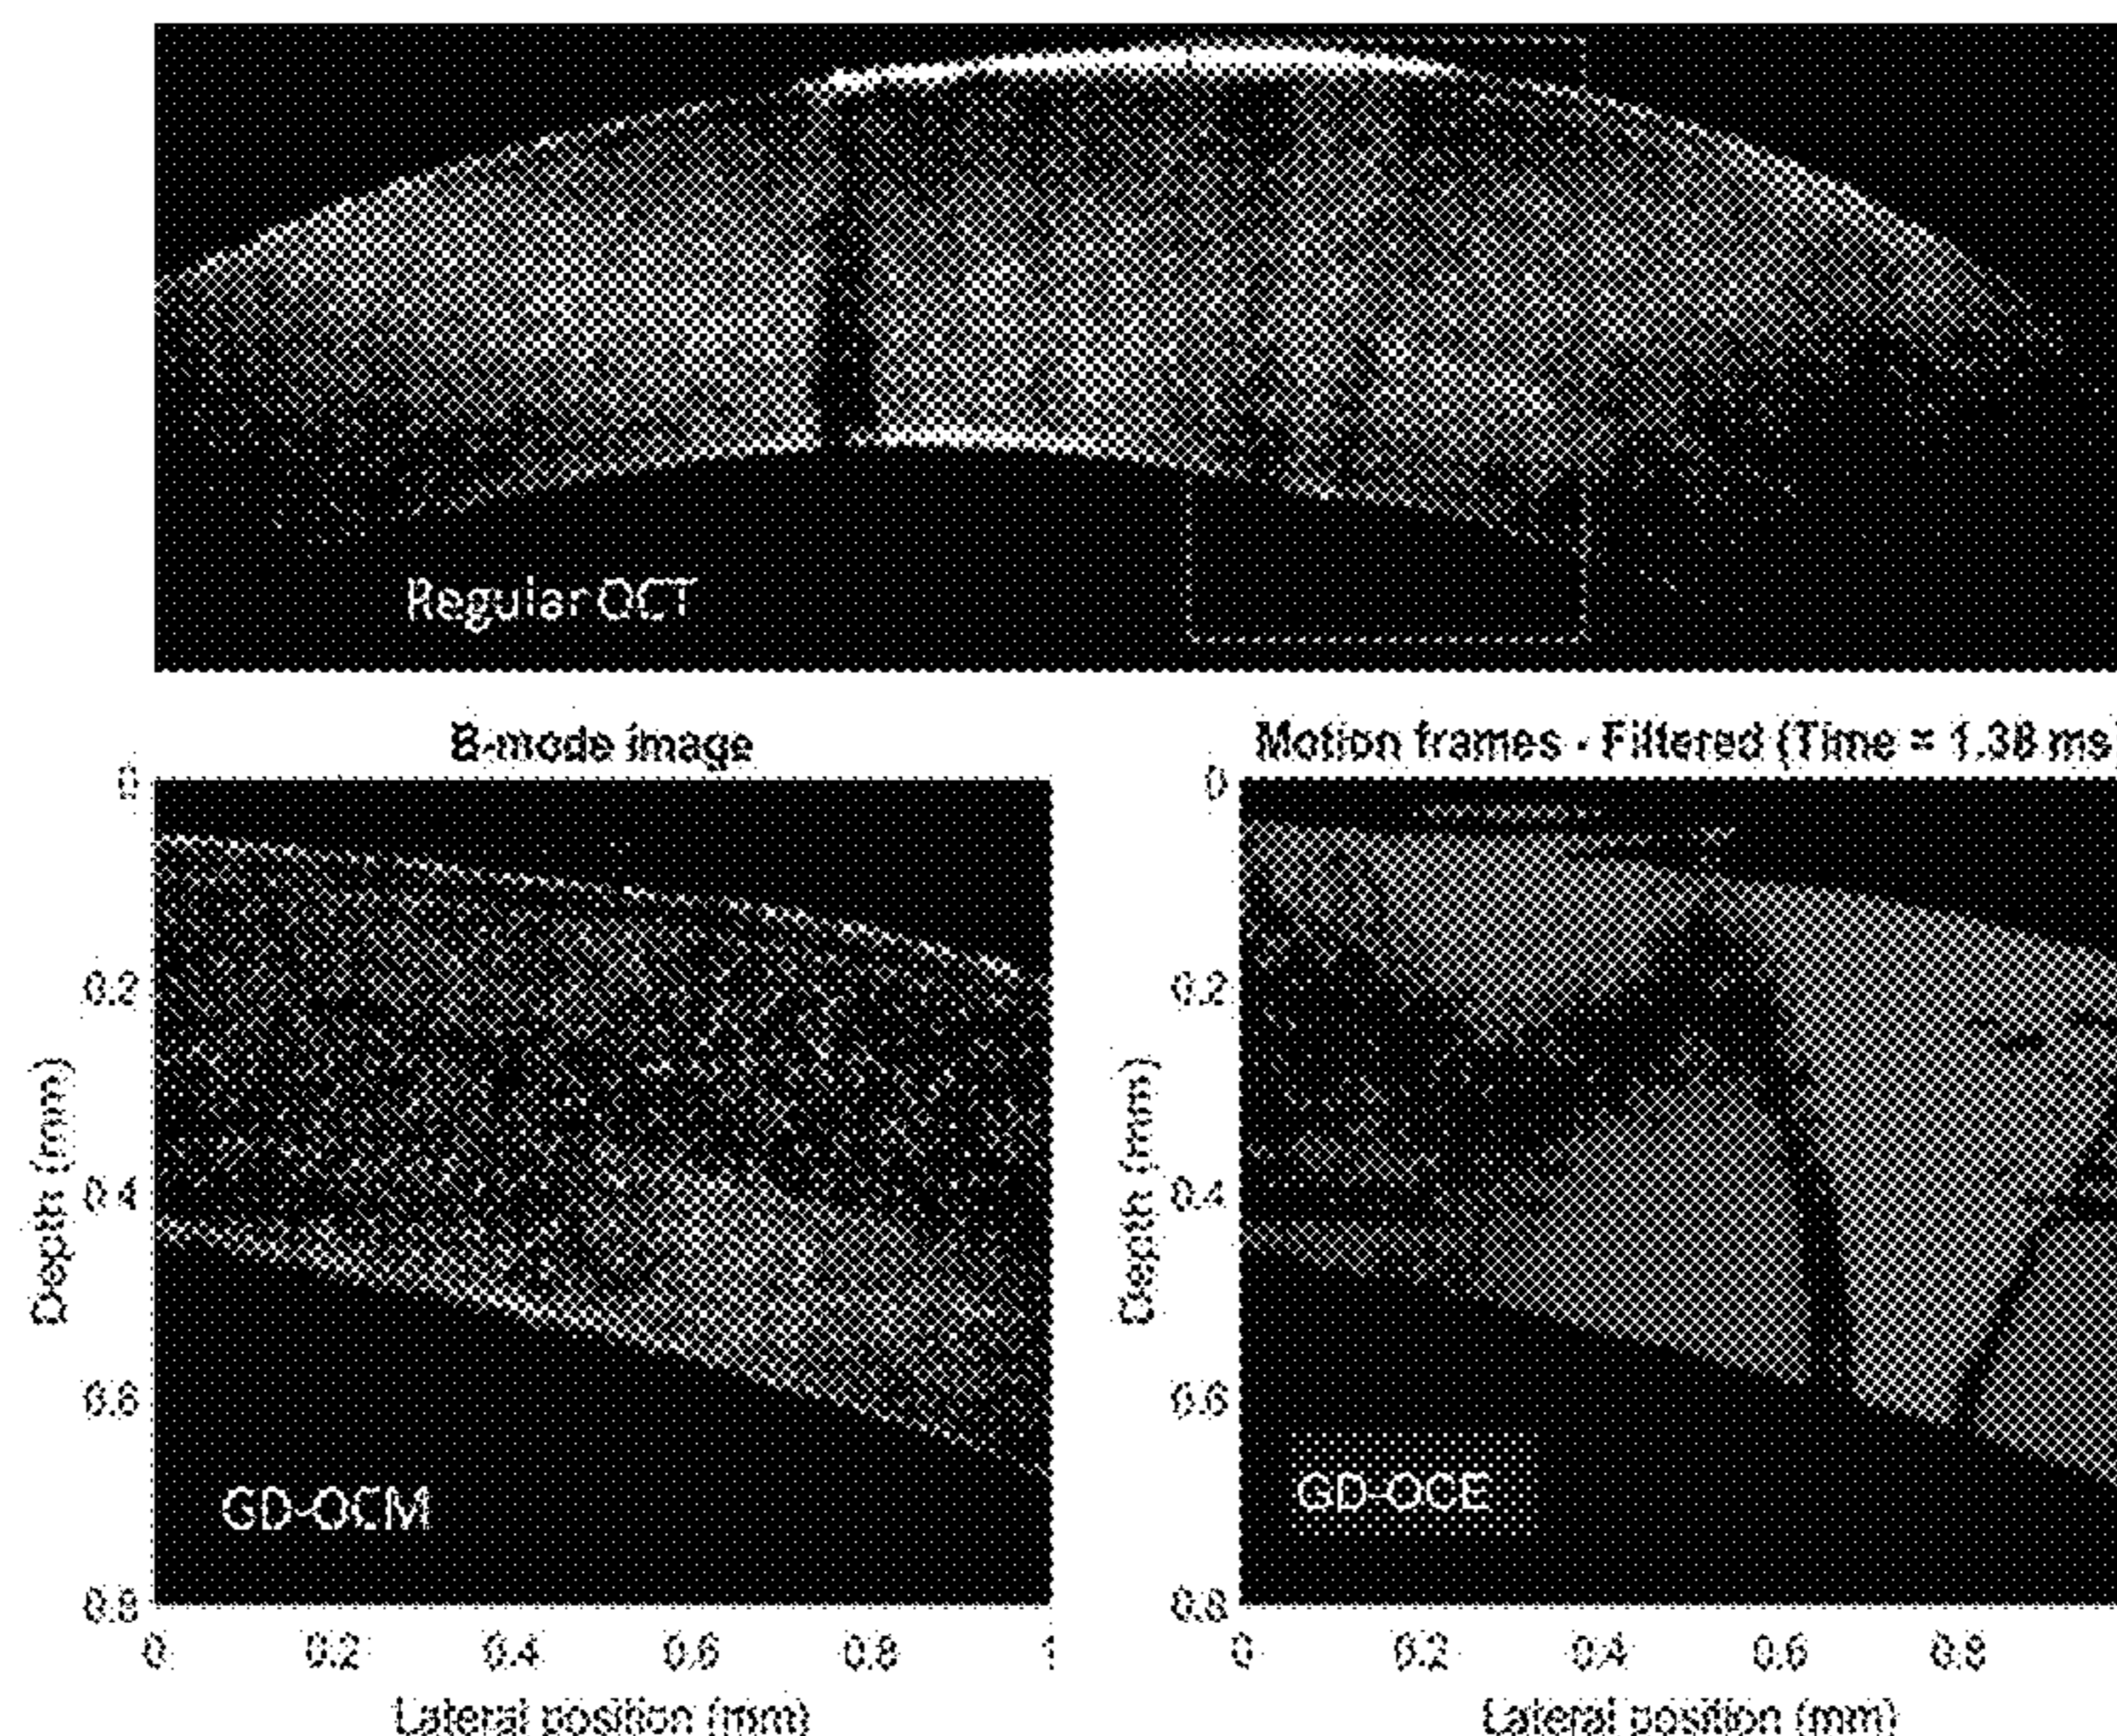 Regular OCT
B-mode image
Motion frames - Filtered (Time = 1.38 ms)
0
0.2
0.4
0.6
0.8
Depth (mm)
GD-OCM
0
0.2
0.4
0.6
0.8
1
Lateral position (mm)
0
0.2
0.4
0.6
0.8
Depth (mm)
GD-OCE
0
0.2
0.4
0.6
0.8
Lateral position (mm)